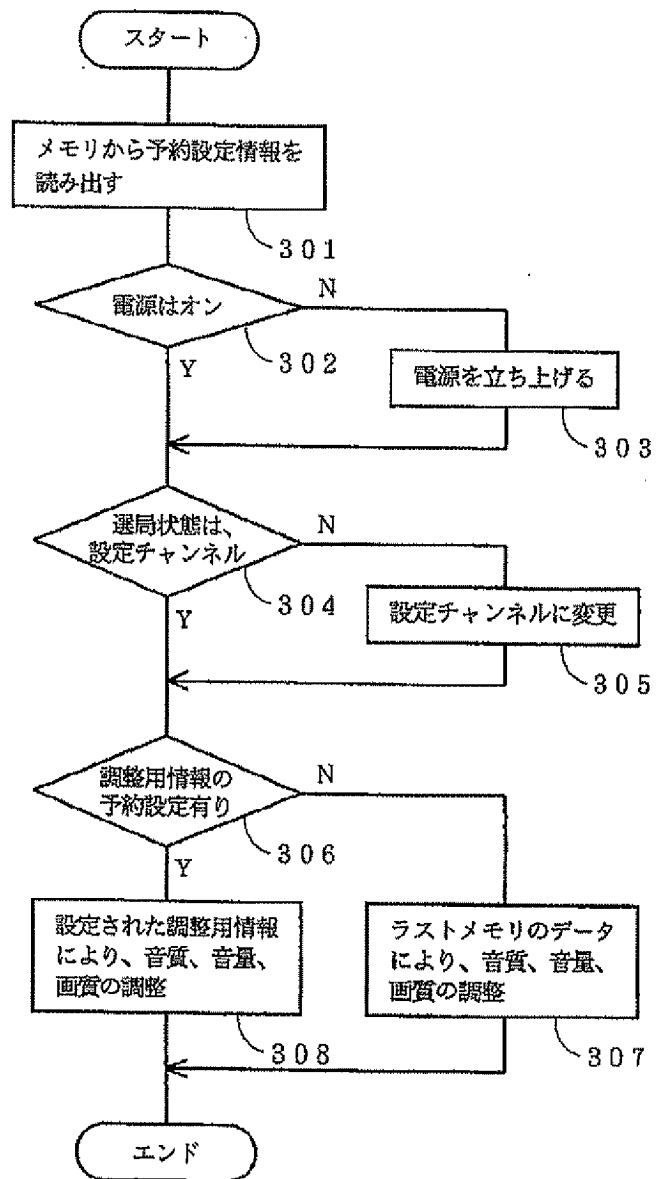 スタート
メモリから予約設定情報を
読み出す
301
電源はオン
N
302
Y
電源を立ち上げる
303
選局状態は、
設定チャンネル
N
304
Y
設定チャンネルに変更
305
調整用情報の
予約設定有り
N
306
Y
設定された調整用情報
により、音質、音量、
画質の調整
308
ラストメモリのデータ
により、音質、音量、
画質の調整
307
エンド